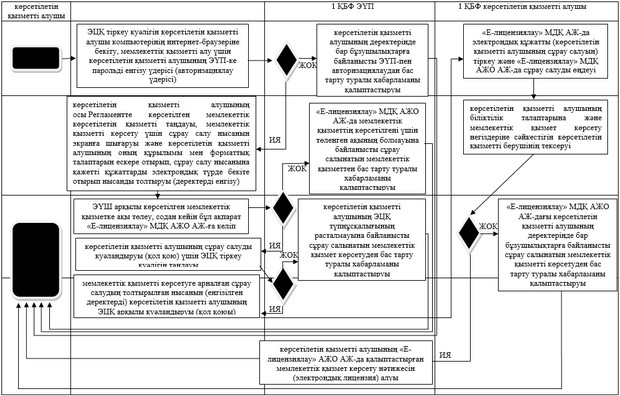 көрсетілетін
қызметті алушы
1 ҚБФ ЭҮП
1 ҚБФ көрсетілетін қызметті алушы
ЭЦҚ тіркеу куәлігін көрсетілетін қызметті
алушы компьютерінің интернет-браузеріне
бекіту, мемлекеттік қызметті алу үшін
көрсетілетін қызметті алушының ЭҮП-ке
парольді енгізу үдерісі (авторизациялау
үдерісі)
көрсетілетін қызметті
алушының деректерінде
бар бұзушылықтарға
байланысты ЭҮП-пен
авторизациялаудан бас
тарту туралы хабарламаны
қалыптастыруы
«Е-лицензиялау» МДҚ АЖ-да
электрондық құжатты (көрсетілетін
қызметті алушының сұрау салуын)
тіркеу және «Е-лицензиялау» МДҚ
АЖО АЖ-да сұрау салуды өңдеуі
ЖОҚ
ИЯ
көрсетілетін қызметті алушының
осы Регламентте көрсетілген мемлекеттік
көрсетілетін қызметті таңдауы, мемлекеттік
қызметті көрсету үшін сұрау салу нысанын
экранға шығаруы және көрсетілетін қызметті
алушының оның құрылымы мен форматтық
талаптарын ескере отырып, сұрау салу нысанына
қажетті құжаттарды электрондық түрде бекіте
отырып нысанды толтыруы (деректерді енгізу)
«Е-лицензиялау» МДҚ АЖО
АЖ-да мемлекеттік
қызметтің көрсетілгені үшін
төленген ақының болмауына
байланысты сұрау
салынатын мемлекеттік
қызметтен бас тарту туралы
хабарламаны
қалыптастыруы
көрсетілетін қызметті алушының
біліктілік талаптарына және
мемлекеттік қызмет көрсету
негіздеріне сәйкестігін көрсетілетін
қызметті берушінің тексеруі
ЖОҚ
ЭҮШ арқылы көрсетілген мемлекеттік
қызметке ақы төлеу, содан кейін бұл ақпарат
«Е-лицензиялау» МДҚ АЖО АЖ-ға келіп
ИЯ
көрсетілетін қызметті алушының сұрау салуды
куәландыруы (қол қою) үшін ЭЦҚ тіркеу
куәлігін таңдауы
ЖОҚ
көрсетілетін қызметті
алушының ЭЦҚ
түпнұсқалығының
расталмауына байланысты
сұрау салынатын мемлекеттік
қызмет көрсетуден бас тарту
туралы хабарламаны
қалыптастыруы
ЖОҚ
«Е-лицензиялау» МДҚ АЖО
АЖ-дағы көрсетілетін
қызметті алушының
деректерінде бар
бұзушылықтарға байланысты
сұрау салынатын мемлекеттік
қызметті көрсетуден бас тарту
туралы хабарламаны
қалыптастыруы
мемлекеттік қызметті көрсетуге арналған сұрау
салудың толтырылған нысанын (енгізілген
деректерді) көрсетілетін қызметті алушының
ЭЦҚ арқылы куәландыруы (қол қоюы)
ИЯ
көрсетілетін қызметті алушының «Е-
лицензиялау» АЖО АЖ-да қалыптастырған
мемлекеттік қызмет көрсету нәтижесін
(электрондық лицензия) алуы
ИЯ